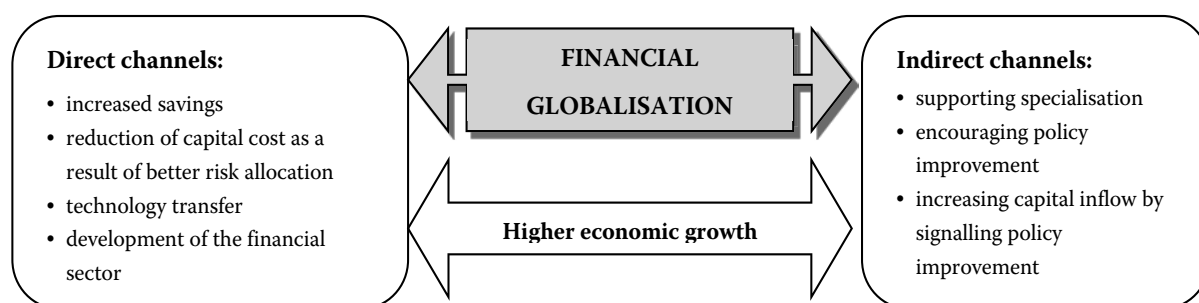 Direct channels:
• increased savings
• reduction of capital cost as a
result of better risk allocation
• technology transfer
• development of the financial
sector
FINANCIAL
GLOBALISATION
Higher economic growth
Indirect channels:
• supporting specialisation
• encouraging policy
improvement
• increasing capital inflow by
signalling policy
improvement